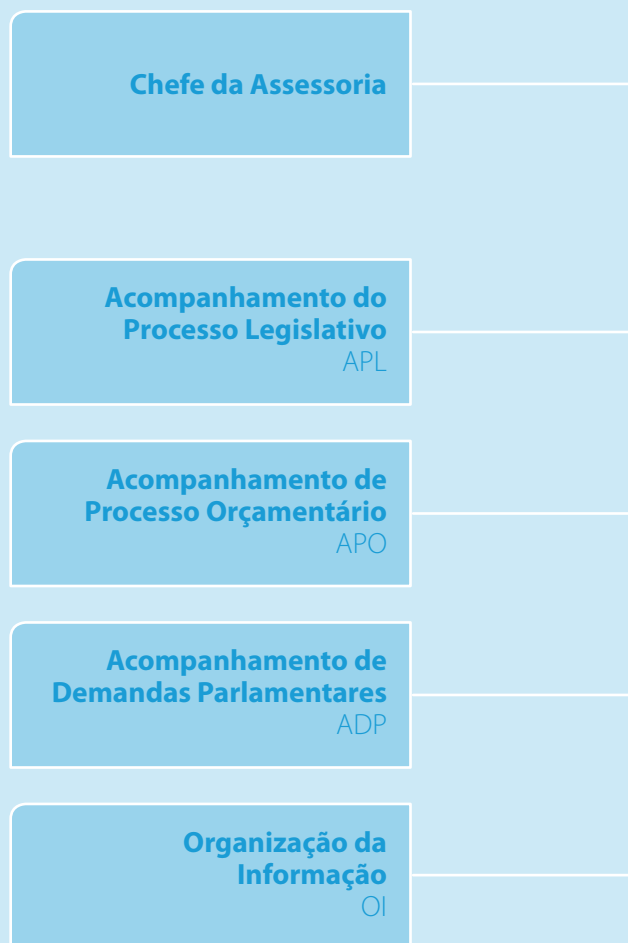 Chefe da Assessoria
Acompanhamento do
Processo Legislativo
APL
Acompanhamento de
Processo Orçamentário
APO
Acompanhamento de
Demandas Parlamentares
ADP
Organização da
Informação
OI